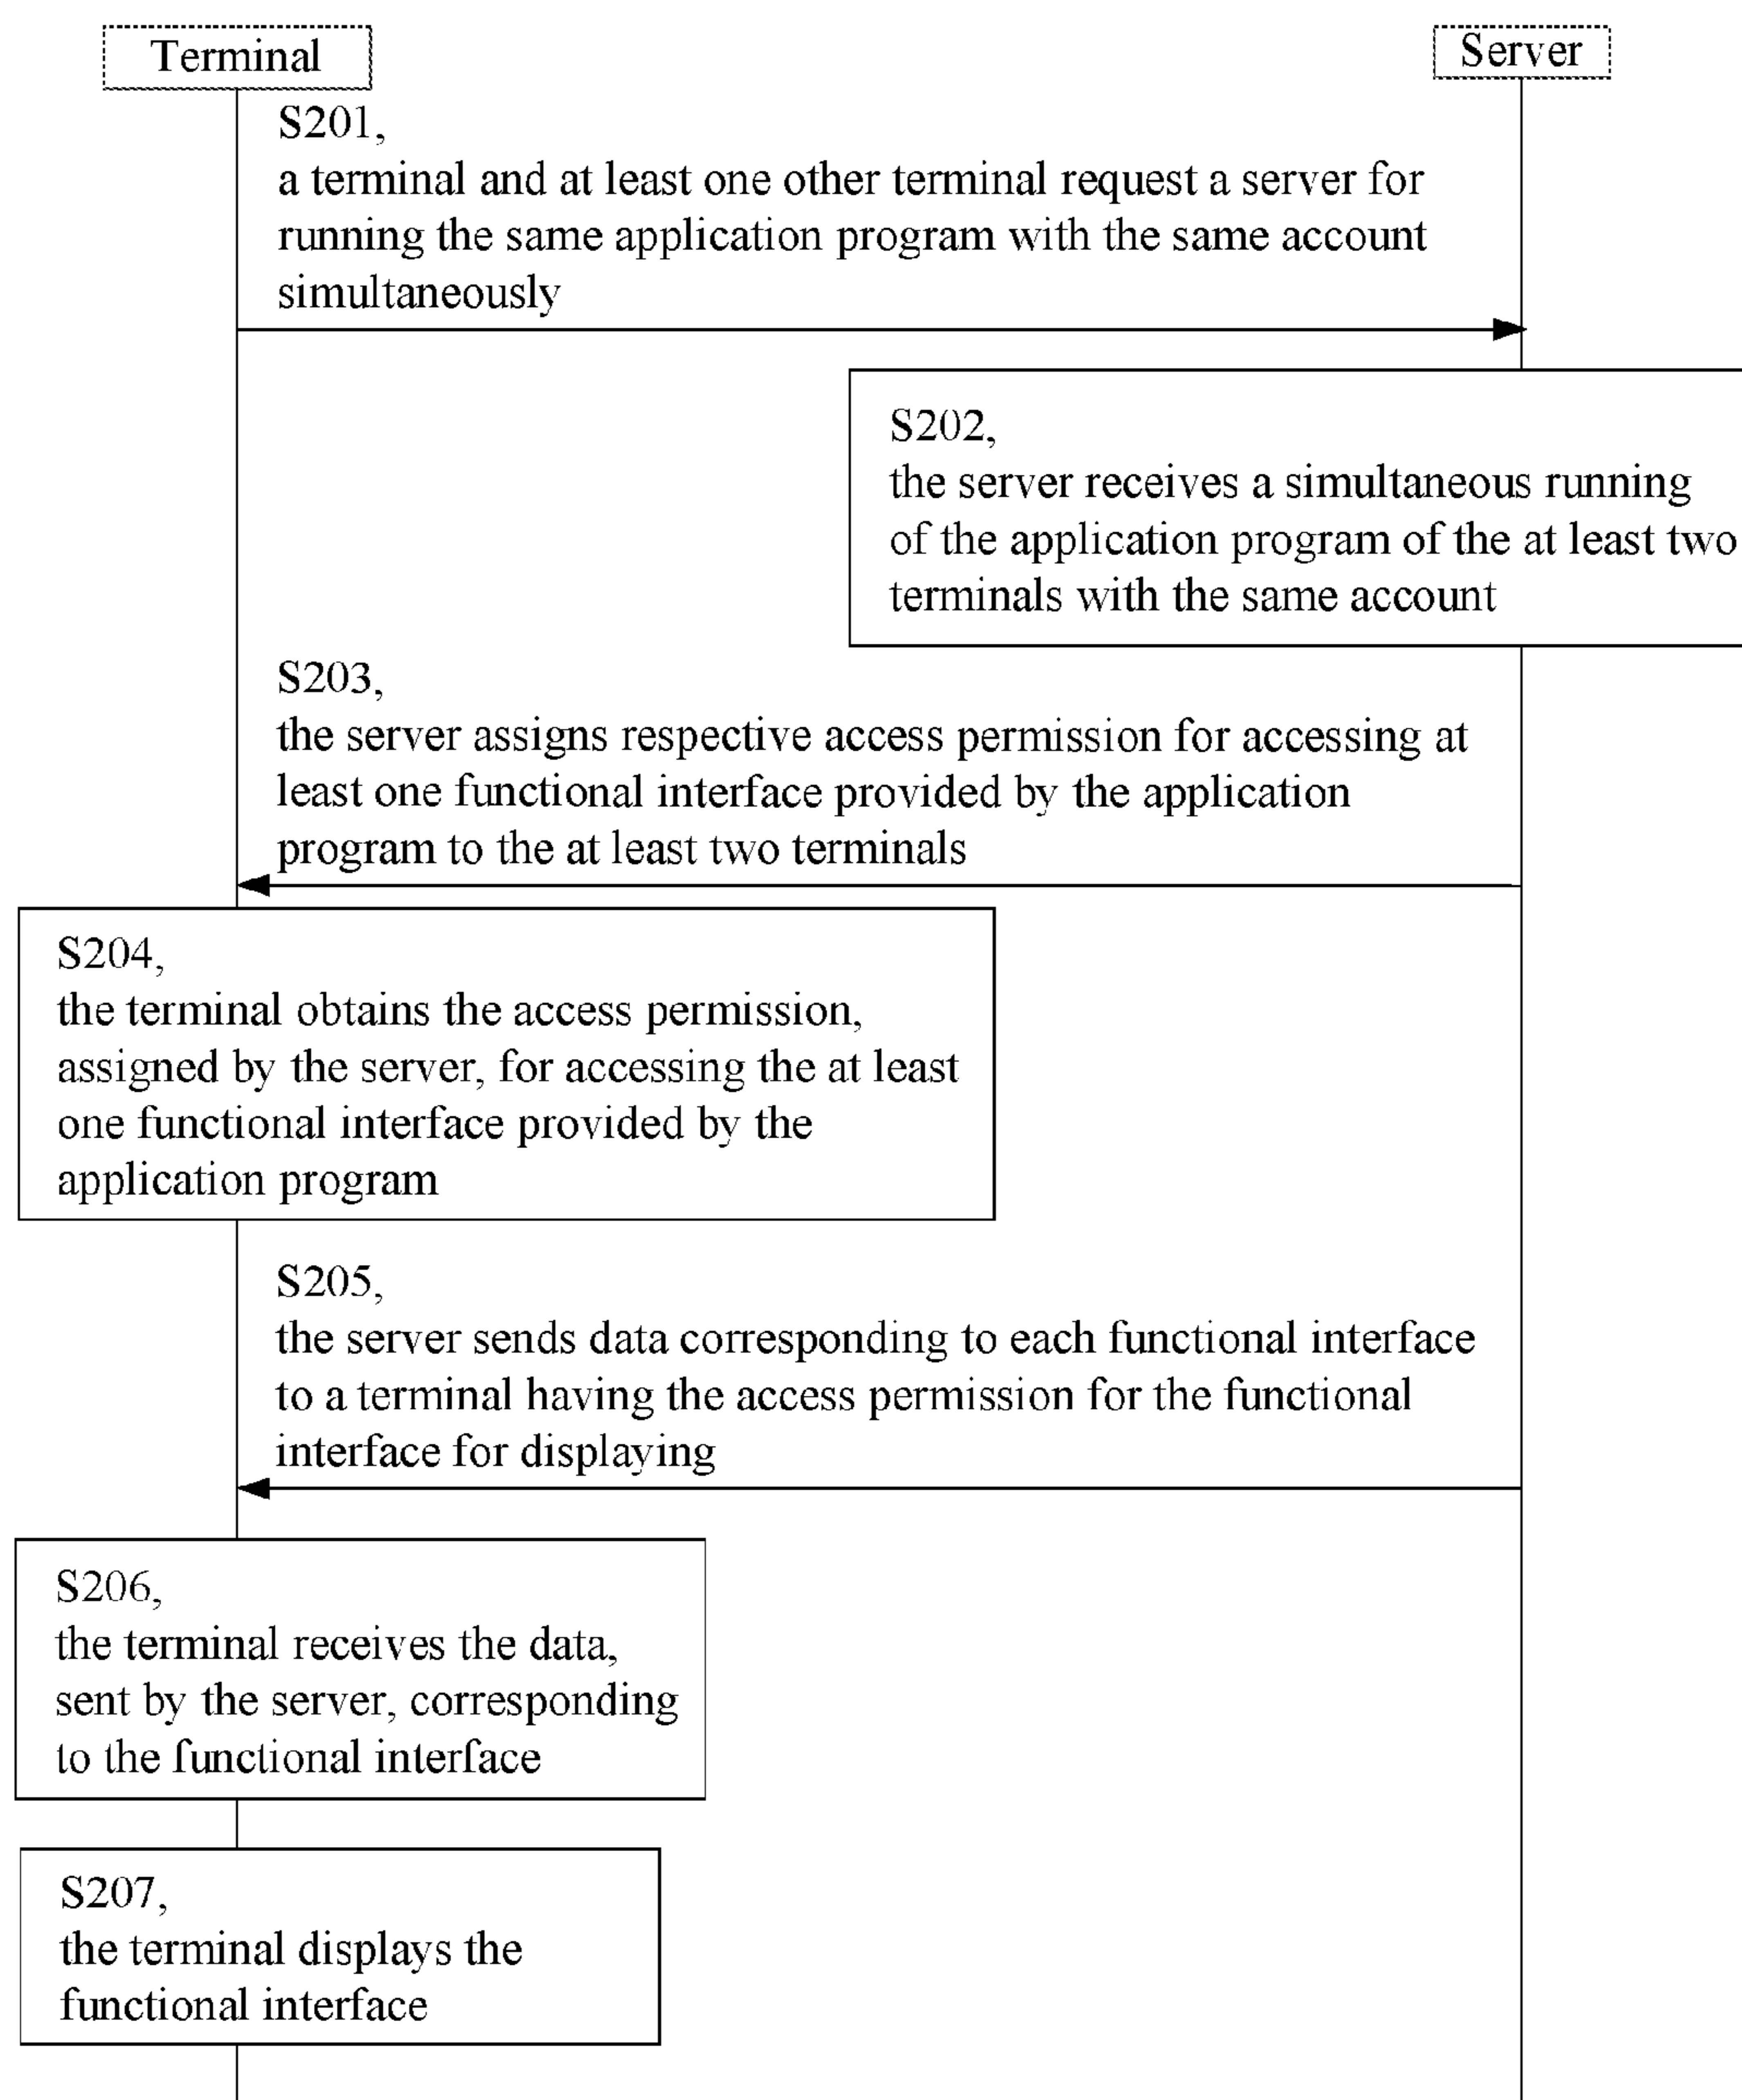 Terminal
Server
S201,
a terminal and at least one other terminal request a server for
running the same application program with the same account
simultaneously
S202,
the server receives a simultaneous running
of the application program of the at least two
terminals with the same account
S203,
the server assigns respective access permission for accessing at
least one functional interface provided by the application
program to the at least two terminals
S204,
the terminal obtains the access permission,
assigned by the server, for accessing the at least
one functional interface provided by the
application program
S205,
the server sends data corresponding to each functional interface
to a terminal having the access permission for the functional
interface for displaying
S206,
the terminal receives the data,
sent by the server, corresponding
to the functional interface
S207,
the terminal displays the
functional interface